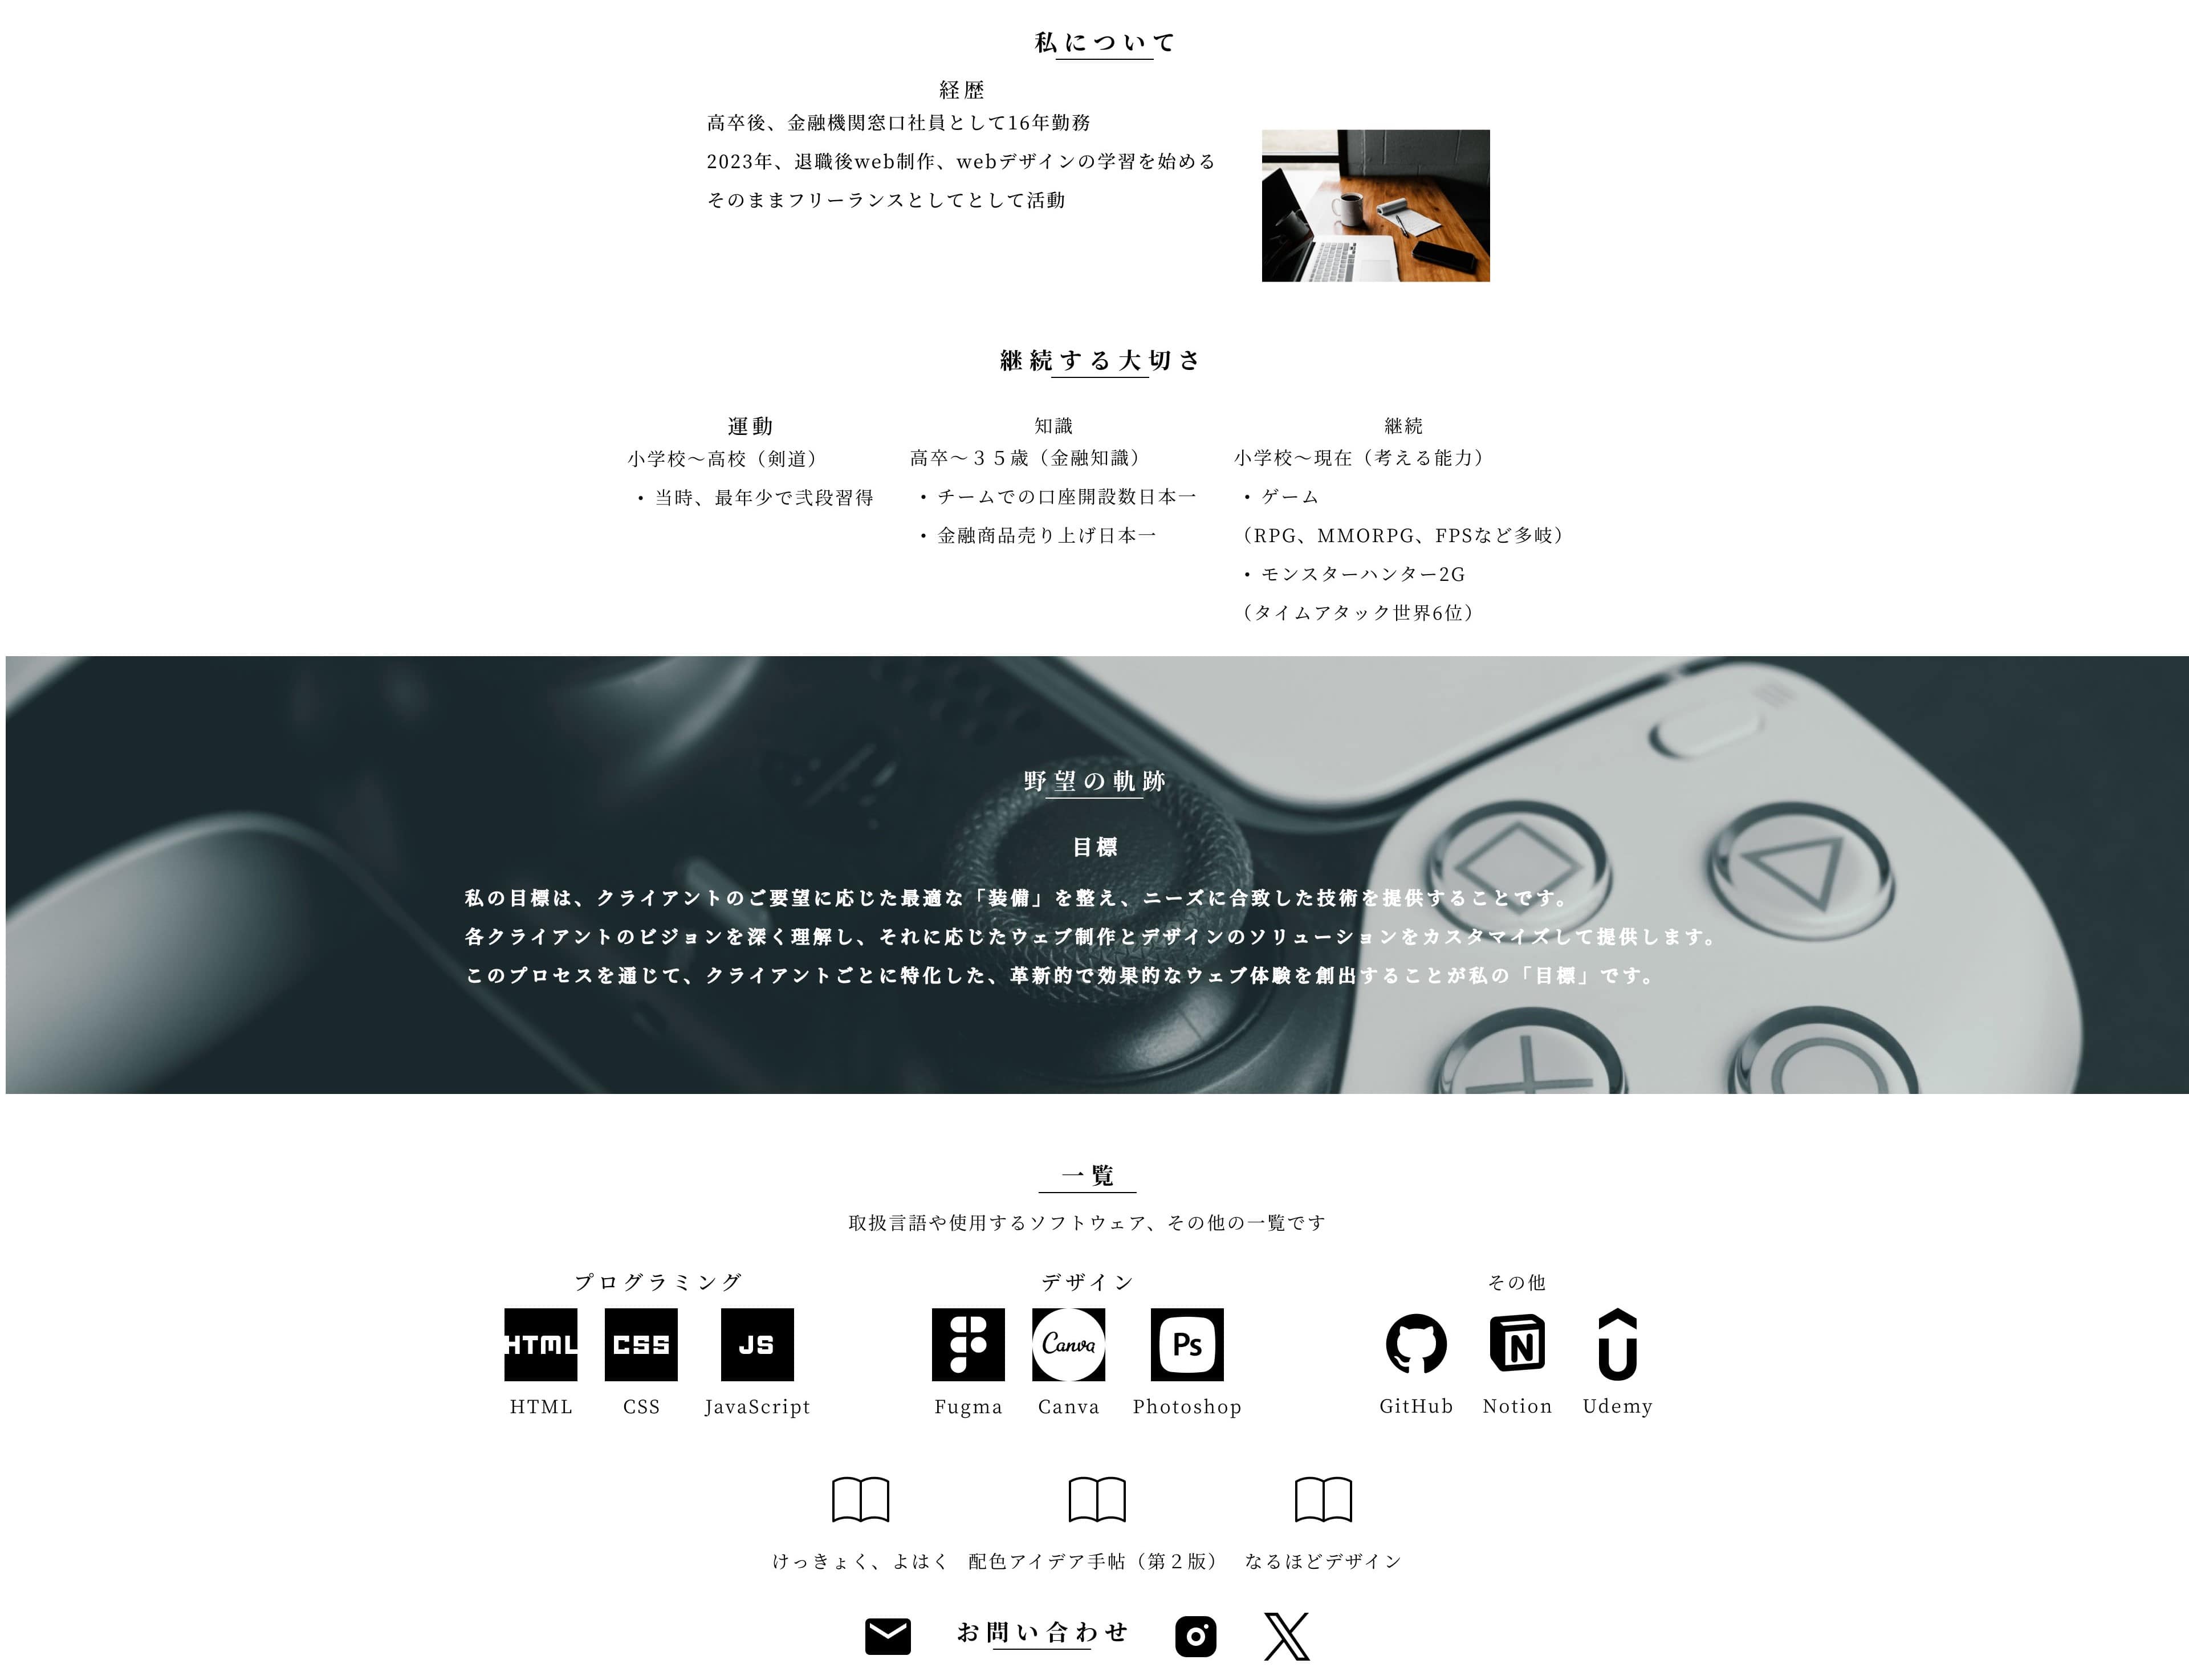 私について
経歴
高卒後、金融機関窓口社員として16年勤務
2023年、退職後web制作、webデザインの学習を始める
そのままフリーランスとしてとして活動
継続する大切さ
運動
小学校〜高校（剣道）
・当時、最年少で弐段習得
知識
高卒〜３５歳（金融知識）
・チームでの口座開設数日本一
・金融商品売り上げ日本一
継続
小学校〜現在（考える能力）
・ゲーム
（RPG、MMORPG、FPSなど多岐）
・モンスターハンター2G
（タイムアタック世界6位）
野望の軌跡
目標
私の目標は、クライアントのご要望に応じた最適な「装備」を整え、ニーズに合致した技術を提供することです。
各クライアントのビジョンを深く理解し、それに応じたウェブ制作とデザインのソリューションをカスタマイズして提供します。
このプロセスを通じて、クライアントごとに特化した、革新的で効果的なウェブ体験を創出することが私の「目標」です。
一覧
取扱言語や使用するソフトウェア、その他の一覧です
プログラミング
HTML CSS JS
HTML CSS JavaScript
デザイン
Canva Ps
Fugma Canva Photoshop
その他
N
GitHub Notion Udemy
けっきょく、よはく 配色アイデア手帖（第２版） なるほどデザイン
お問い合わせ